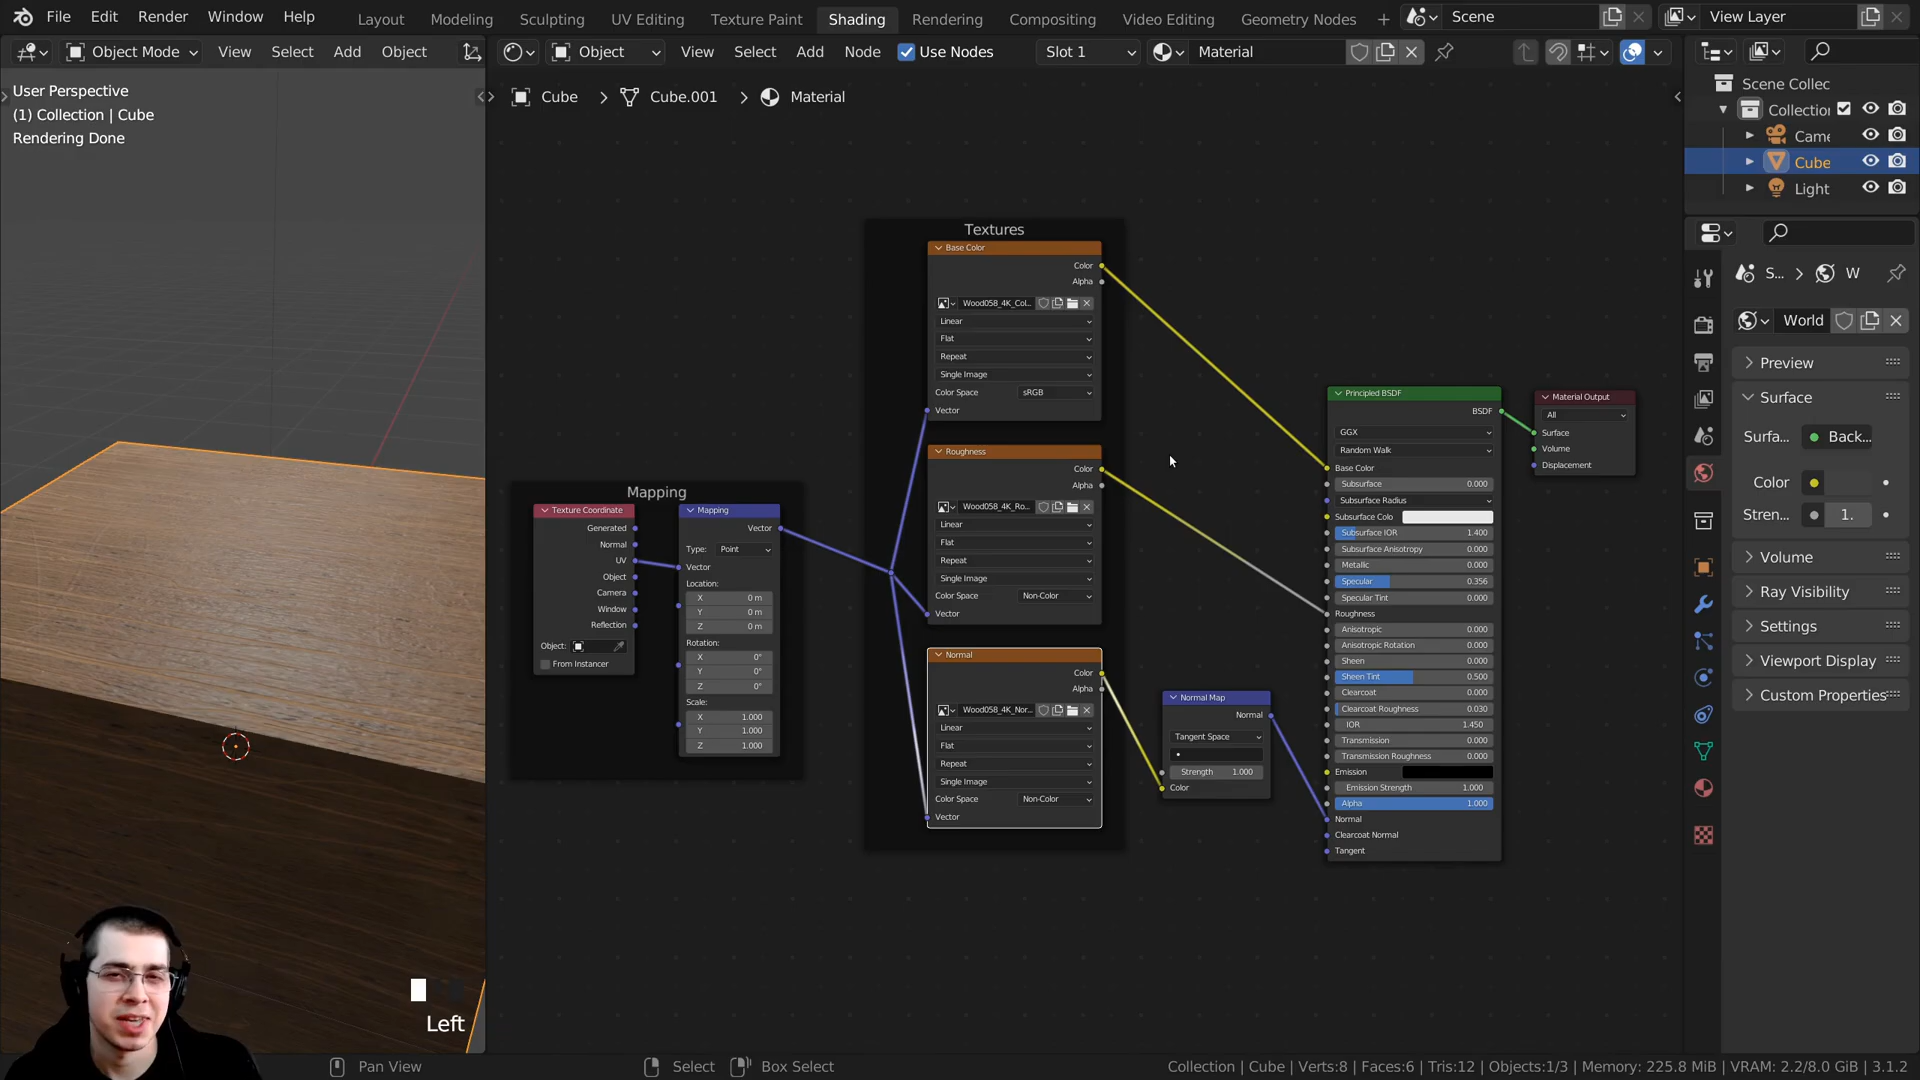 File Edit Render Window Help Layout Modeling Sculpting UV Editing Texture Paint Shading Rendering Compositing Video Editing Geometry Nodes Scene View Layer
Object Mode View Select Add Object
Object View Select Add Node Use Nodes Slot 1 Material
User Perspective
(1) Collection | Cube
Rendering Done
Cube > Cube.001 > Material
Mapping
Texture Coordinate
Generated
Normal
UV
Object
Camera
Window
Reflection
Object:
From Instancer
Mapping
Vector
Type: Point
Vector
Location:
X 0 m
Y 0 m
Z 0 m
Rotation:
X 0°
Y 0°
Z 0°
Scale:
X 1.000
Y 1.000
Z 1.000
Textures
Base Color
Color
Alpha
Wood058_4K_Col...
Linear
Flat
Repeat
Single Image
Color Space sRGB
Vector
Roughness
Color
Alpha
Wood058_4K_Ro...
Linear
Flat
Repeat
Single Image
Color Space Non-Color
Vector
Normal
Color
Alpha
Wood058_4K_Nor...
Linear
Flat
Repeat
Single Image
Color Space Non-Color
Vector
Normal Map
Normal
Tangent Space
Strength 1.000
Color
Principled BSDF
BSDF
GGX
Random Walk
Base Color
Subsurface 0.000
Subsurface Radius
Subsurface Colo
Subsurface IOR 1.400
Subsurface Anisotropy 0.000
Metallic 0.000
Specular 0.356
Specular Tint 0.000
Roughness
Anisotropic 0.000
Anisotropic Rotation 0.000
Sheen 0.000
Sheen Tint 0.500
Clearcoat 0.000
Clearcoat Roughness 0.030
IOR 1.450
Transmission 0.000
Transmission Roughness 0.000
Emission
Emission Strength 1.000
Alpha 1.000
Normal
Clearcoat Normal
Tangent
Material Output
All
Surface
Volume
Displacement
Scene Collec
Collection
Came
Cube
Light
S... > W
World
Preview
Surface
Surfa... Back...
Color
Stren... 1.
Volume
Ray Visibility
Settings
Viewport Display
Custom Properties
Left
Pan View Select Box Select Collection | Cube | Verts:8 | Faces:6 | Tris:12 | Objects:1/3 | Memory: 225.8 MiB | VRAM: 2.2/8.0 GiB | 3.1.2